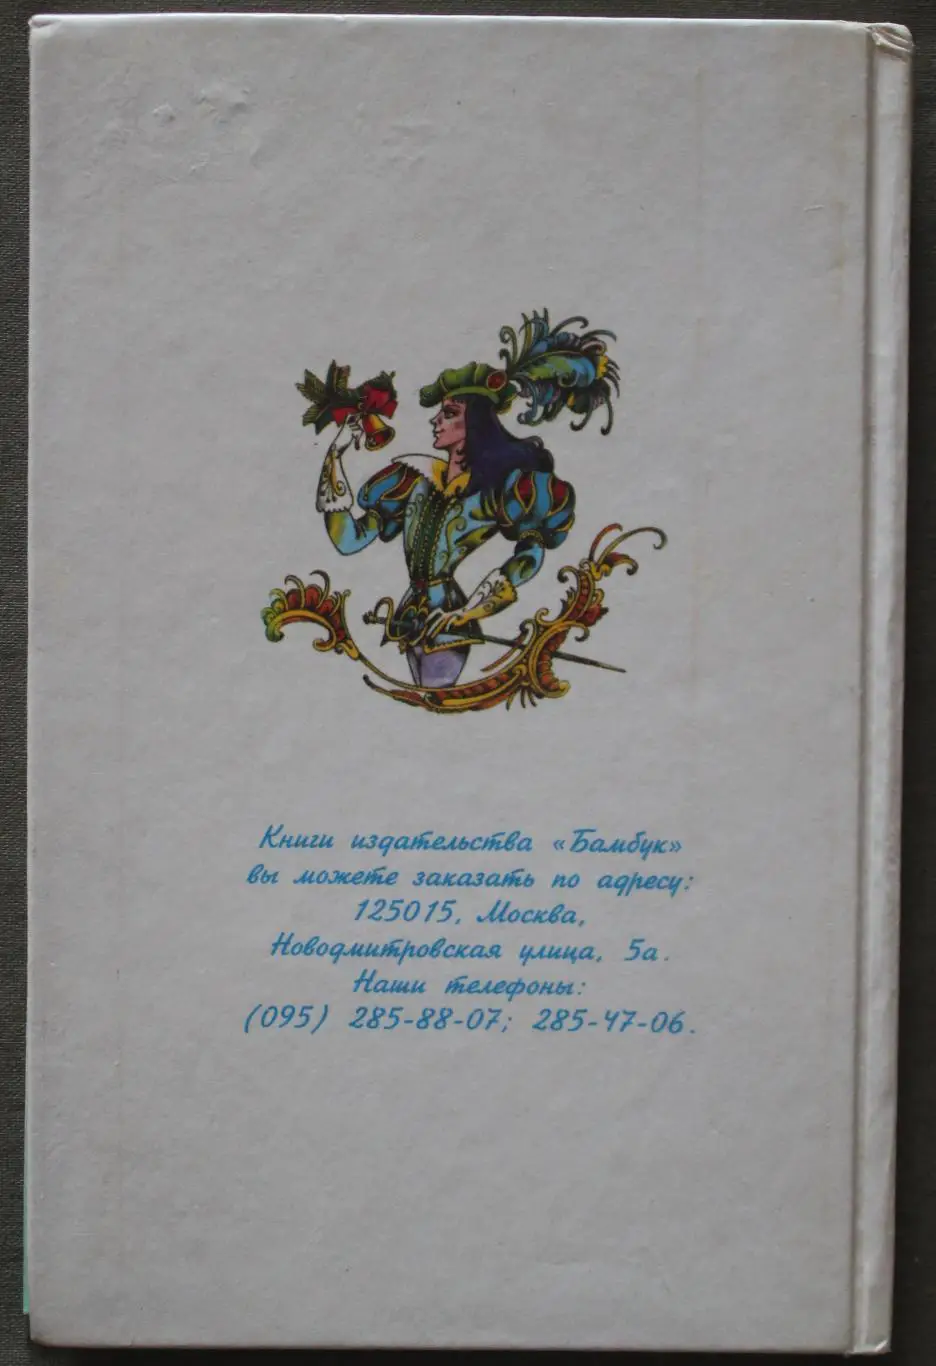 Книги издательства «Бамбук»
вы можете заказать по адресу:
125015, Москва,
Новодмитровская улица, 5а.
Наши телефоны:
(095) 285-88-07; 285-47-06.